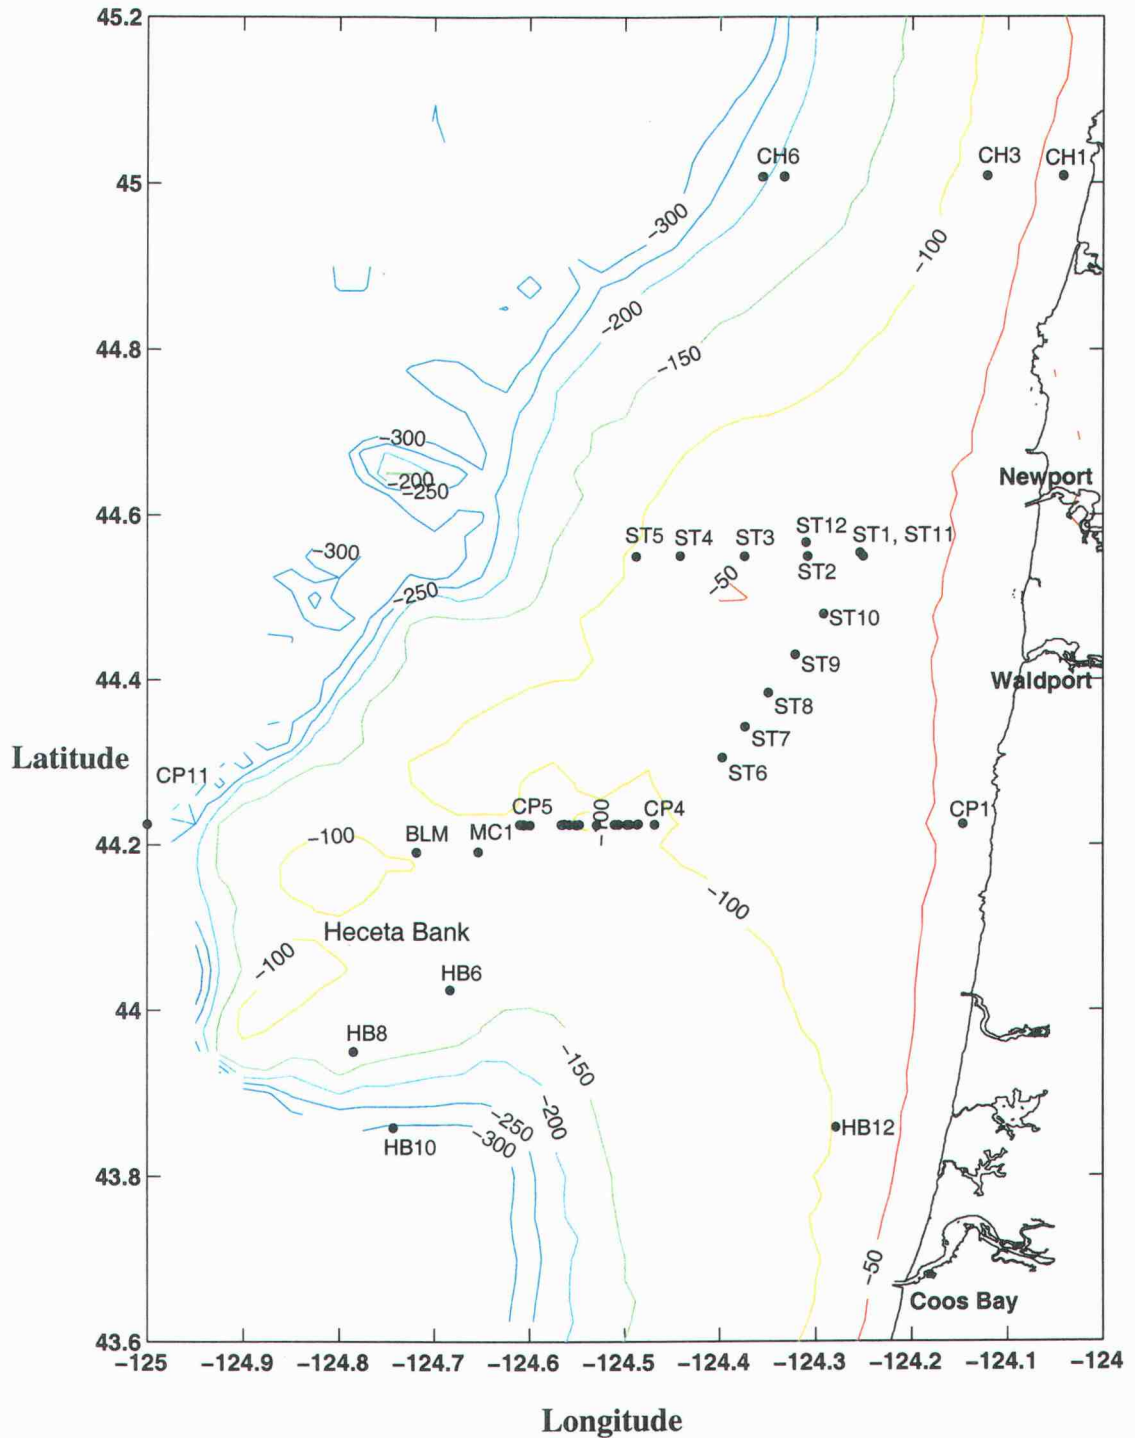 45.2
CH6
CH3
CH1
45
−300
−100
−200
44.8
−150
−300
Newport
−200
−250
44.6
ST5
ST4
ST3
ST12
ST1, ST11
−300
ST2
−50
−250
ST10
ST9
44.4
Waldport
ST8
ST7
Latitude
CP11
ST6
CP5
−100
CP4
CP1
−100
BLM
MC1
44.2
−100
Heceta Bank
−100
HB6
44
HB8
−150
−250
−200
HB12
HB10
−300
43.8
−50
Coos Bay
43.6
−125
−124.9
−124.8
−124.7
−124.6
−124.5
−124.4
−124.3
−124.2
−124.1
−124
Longitude